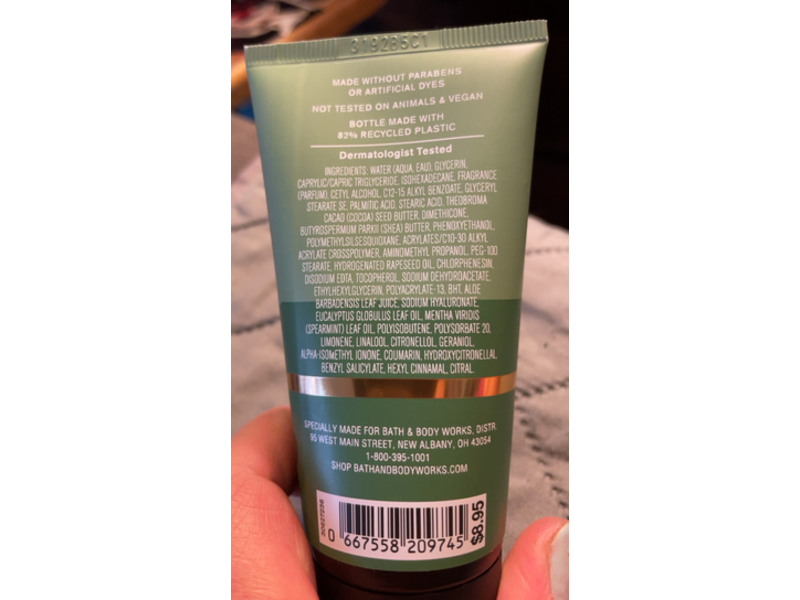 319285C1
MADE WITHOUT PARABENS
OR ARTIFICIAL DYES
NOT TESTED ON ANIMALS & VEGAN
BOTTLE MADE WITH
82% RECYCLED PLASTIC
Dermatologist Tested
INGREDIENTS: WATER (AQUA, EAU), GLYCERIN,
CAPRYLIC/CAPRIC TRIGLYCERIDE, ISOHEXADECANE, FRAGRANCE
(PARFUM), CETYL ALCOHOL, C12-15 ALKYL BENZOATE, GLYCERYL
STEARATE SE, PALMITIC ACID, STEARIC ACID, THEOBROMA
CACAO (COCOA) SEED BUTTER, DIMETHICONE,
BUTYROSPERMUM PARKII (SHEA) BUTTER, PHENOXYETHANOL,
POLYMETHYLSILSESQUIOXANE, ACRYLATES/C10-30 ALKYL
ACRYLATE CROSSPOLYMER, AMINOMETHYL PROPANOL, PEG-100
STEARATE, HYDROGENATED RAPESEED OIL, CHLORPHENESIN,
DISODIUM EDTA, TOCOPHEROL, SODIUM DEHYDROACETATE,
ETHYLHEXYLGLYCERIN, POLYACRYLATE-13, BHT, ALOE
BARBADENSIS LEAF JUICE, SODIUM HYALURONATE,
EUCALYPTUS GLOBULUS LEAF OIL, MENTHA VIRIDIS
(SPEARMINT) LEAF OIL, POLYISOBUTENE, POLYSORBATE 20,
LIMONENE, LINALOOL, CITRONELLOL, GERANIOL,
ALPHA-ISOMETHYL IONONE, COUMARIN, HYDROXYCITRONELLAL,
BENZYL SALICYLATE, HEXYL CINNAMAL, CITRAL.
SPECIALLY MADE FOR BATH & BODY WORKS, DISTR.
95 WEST MAIN STREET, NEW ALBANY, OH 43054
1-800-395-1001
SHOP BATHANDBODYWORKS.COM
$8.95
0 667558 209745